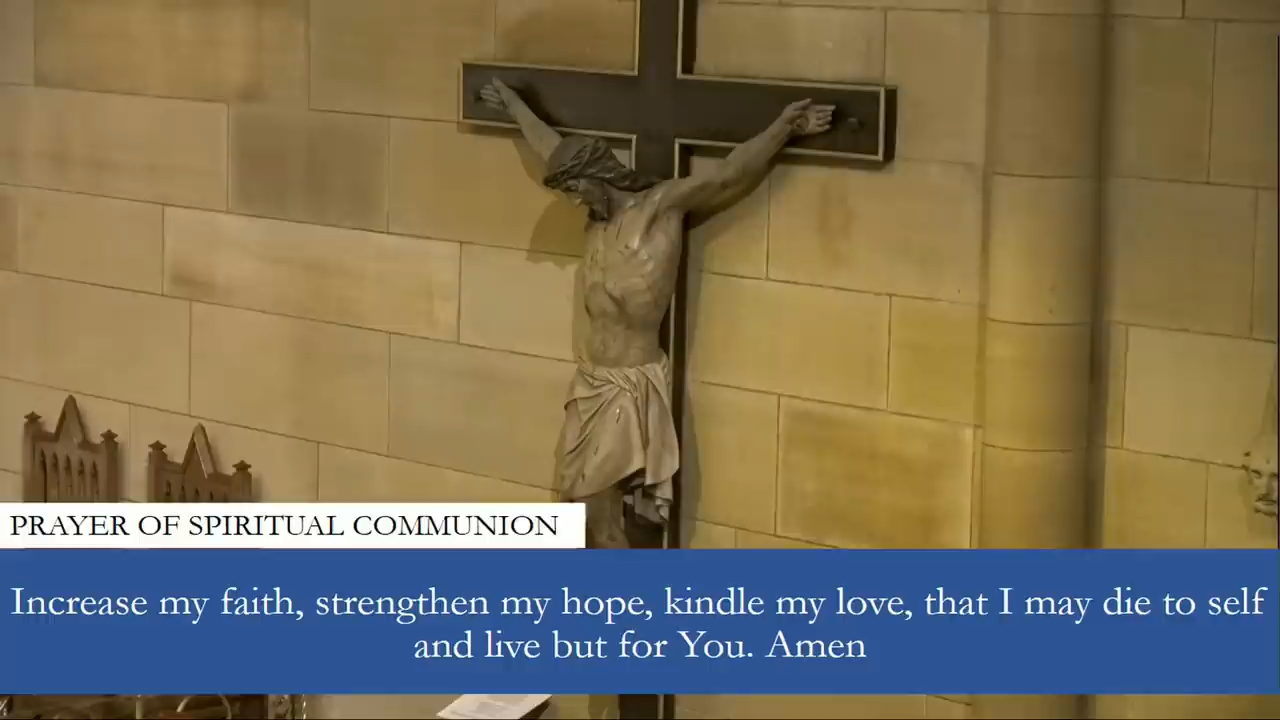 PRAYER OF SPIRITUAL COMMUNION
Increase my faith, strengthen my hope, kindle my love, that I may die to self
and live but for You. Amen